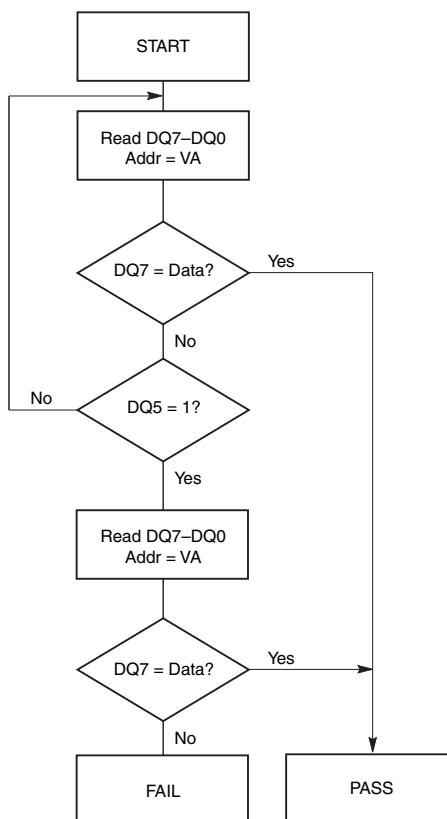 START
Read DQ7–DQ0
Addr = VA
DQ7 = Data?
Yes
No
No
DQ5 = 1?
Yes
Read DQ7–DQ0
Addr = VA
DQ7 = Data?
Yes
No
FAIL
PASS